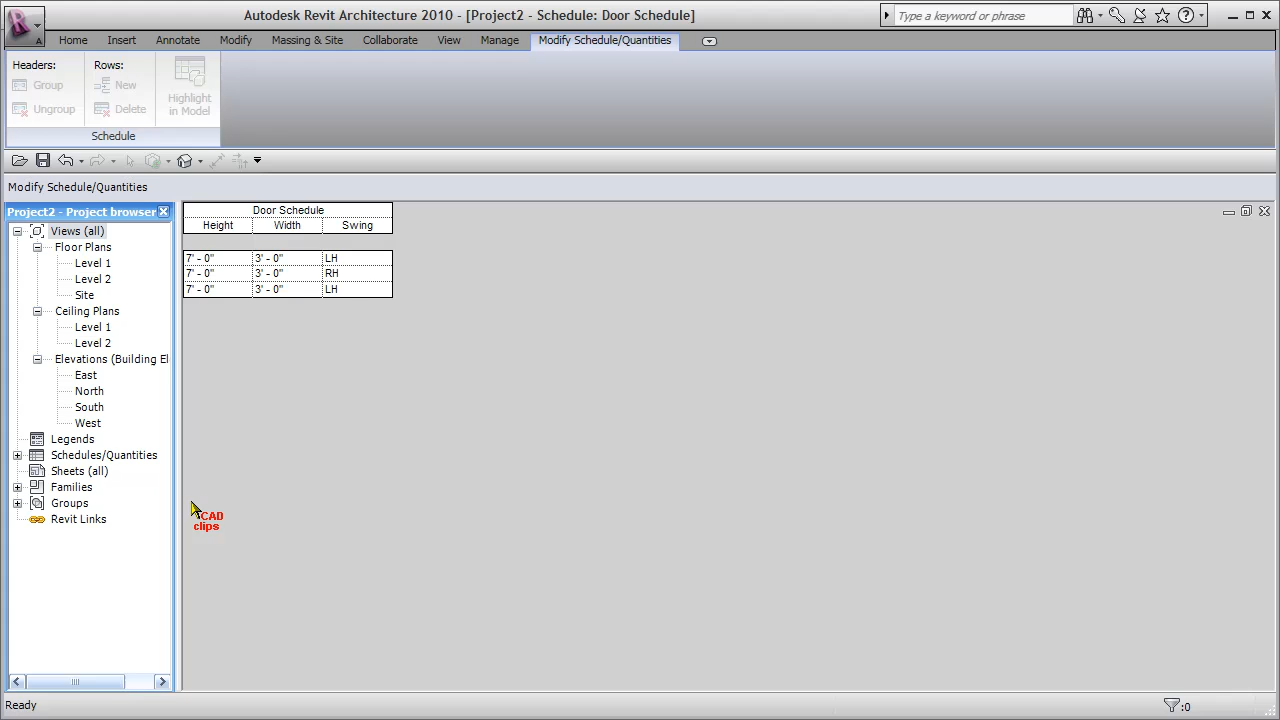 Autodesk Revit Architecture 2010 - [Project2 - Schedule: Door Schedule]
Type a keyword or phrase
Home Insert Annotate Modify Massing & Site Collaborate View Manage Modify Schedule/Quantities
Headers: Rows:
Group New
Highlight
in Model
Ungroup Delete
Schedule
Modify Schedule/Quantities
Project2 - Project browser
Views (all)
Floor Plans
Level 1
Level 2
Site
Ceiling Plans
Level 1
Level 2
Elevations (Building El
East
North
South
West
Legends
Schedules/Quantities
Sheets (all)
Families
Groups
Revit Links
Door Schedule
Height Width Swing
7' - 0" 3' - 0" LH
7' - 0" 3' - 0" RH
7' - 0" 3' - 0" LH
CAD
clips
Ready
:0